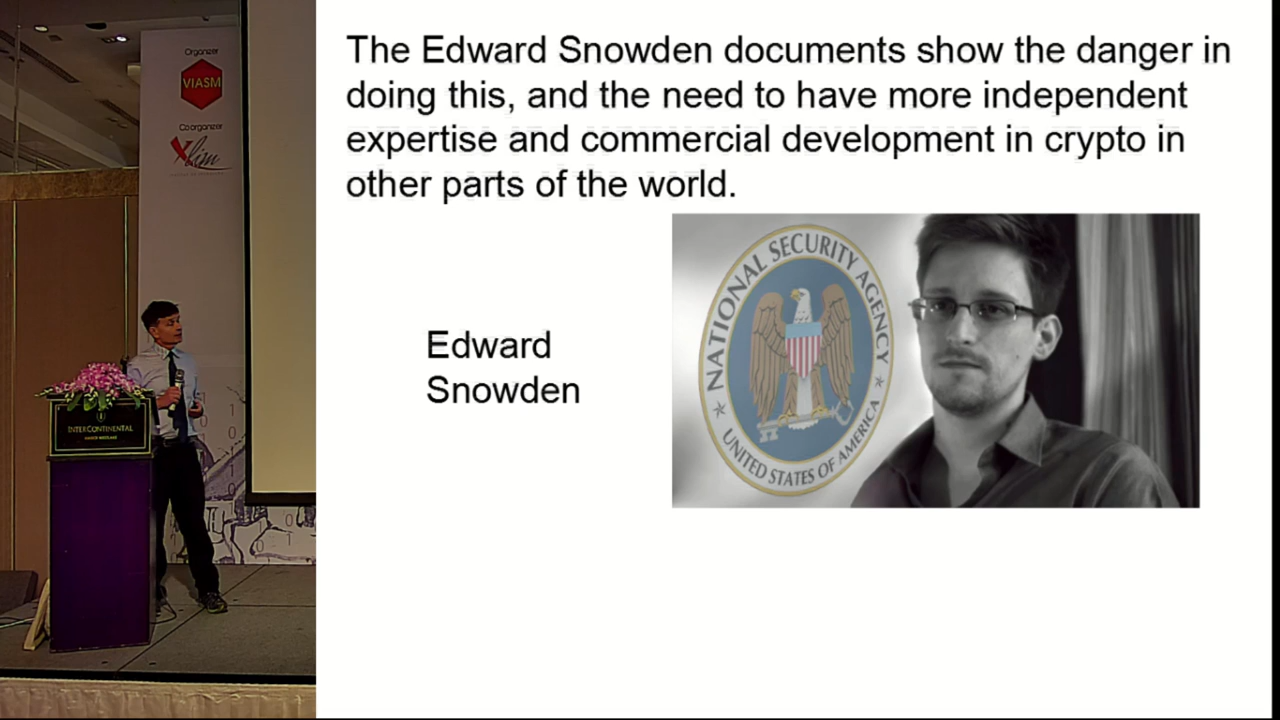 Organizer
VIASM
Coorganizer
Xlim
INTERCONTINENTAL
The Edward Snowden documents show the danger in
doing this, and the need to have more independent
expertise and commercial development in crypto in
other parts of the world.
Edward
Snowden
NATIONAL SECURITY AGENCY
UNITED STATES OF AMERICA